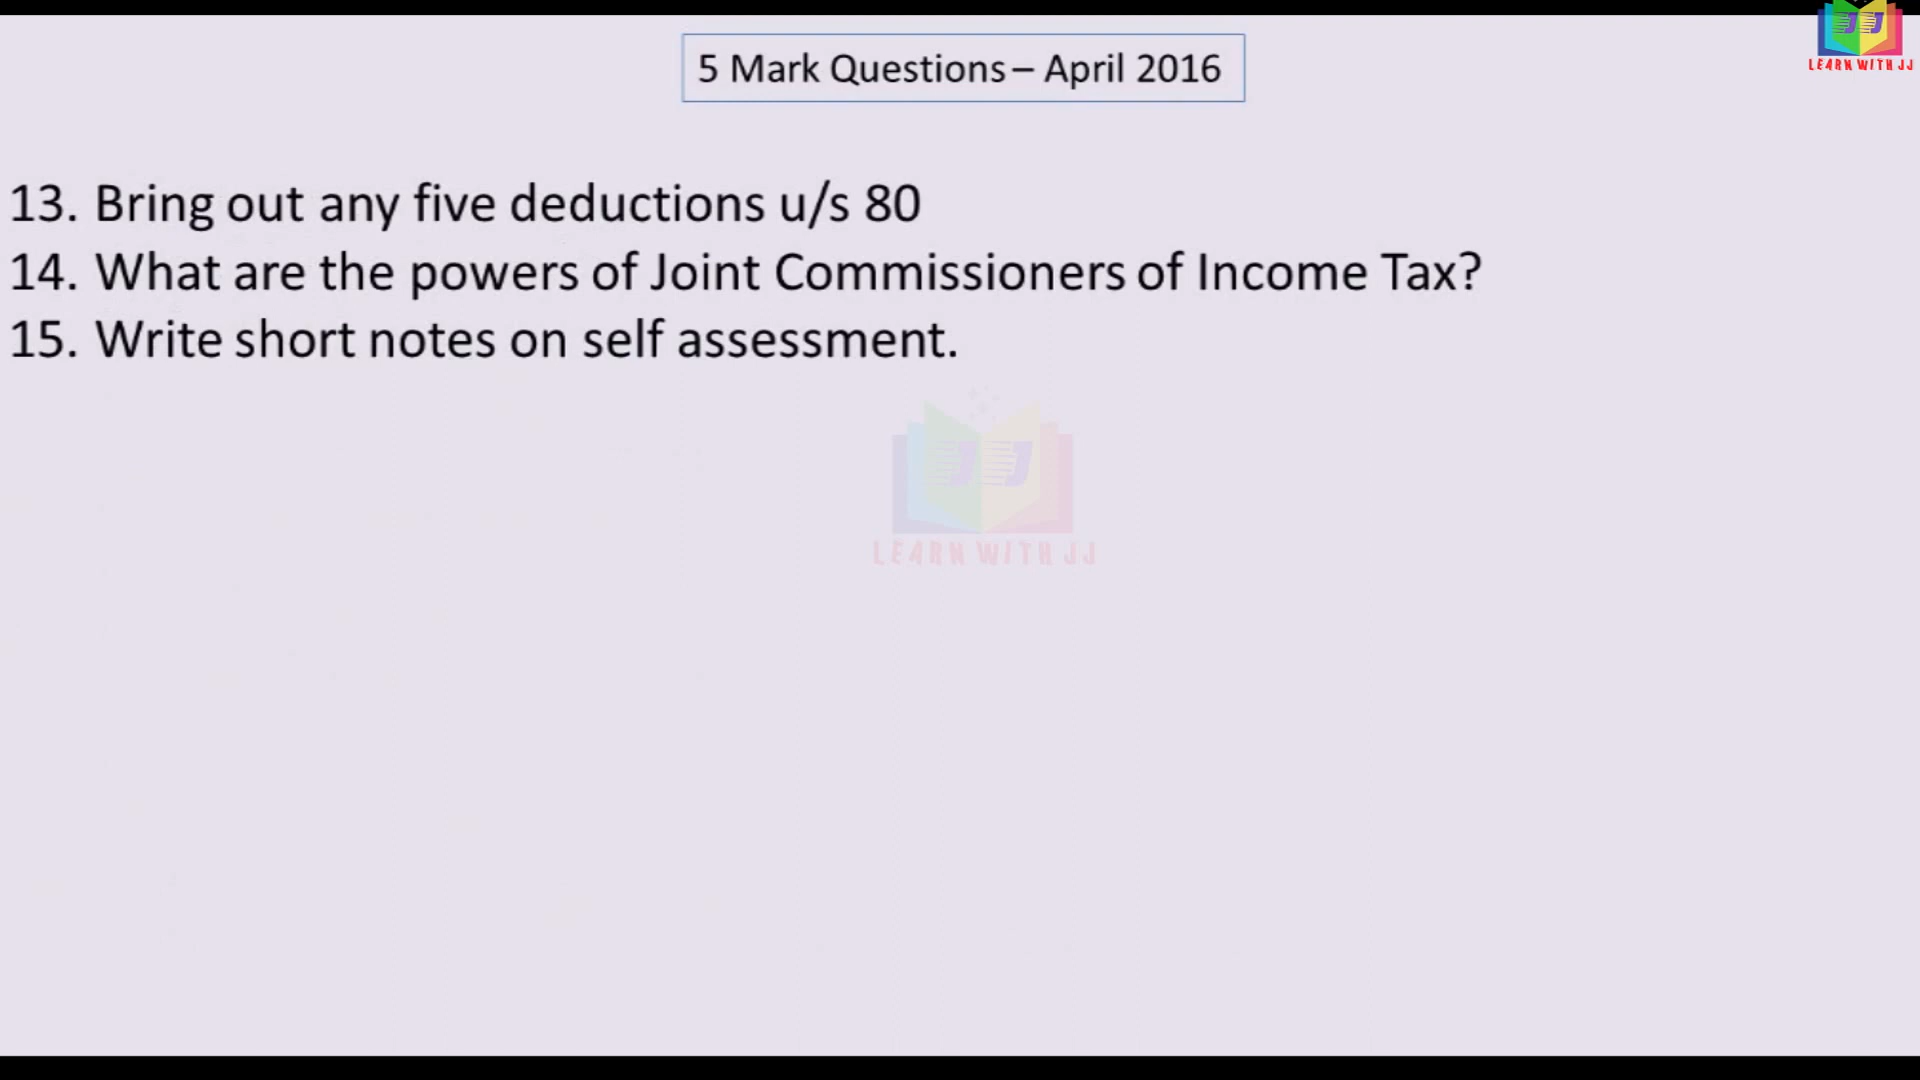 5 Mark Questions – April 2016
LEARN WITH JJ
13. Bring out any five deductions u/s 80
14. What are the powers of Joint Commissioners of Income Tax?
15. Write short notes on self assessment.
JJ
LEARN WITH JJ